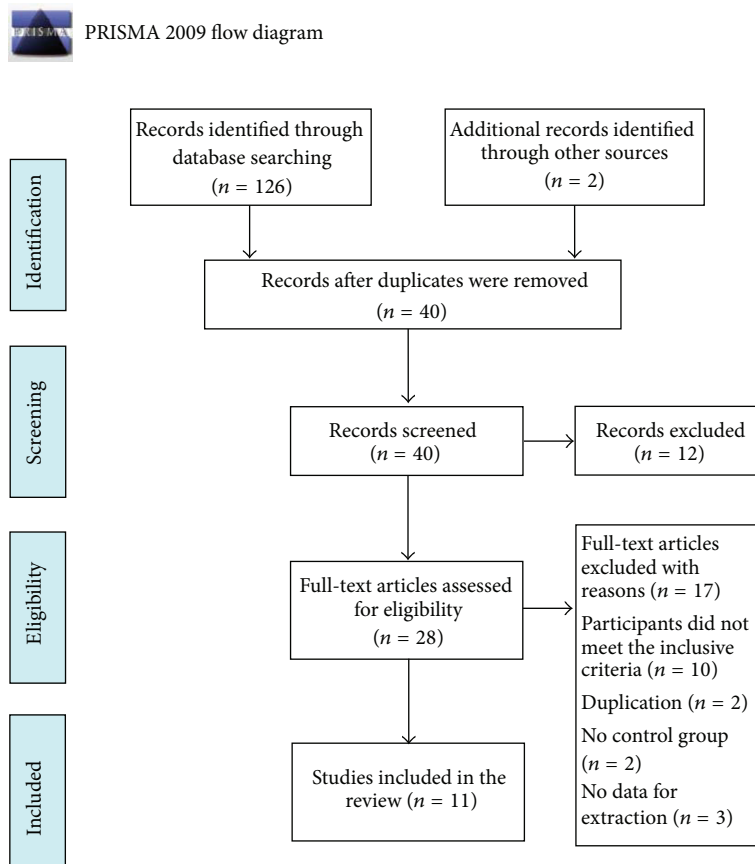 PRISMA
PRISMA 2009 flow diagram
Records identified through
database searching
(n = 126)
Additional records identified
through other sources
(n = 2)
Identification
Records after duplicates were removed
(n = 40)
Screening
Records screened
(n = 40)
Records excluded
(n = 12)
Eligibility
Full-text articles assessed
for eligibility
(n = 28)
Full-text articles
excluded with
reasons (n = 17)
Participants did not
meet the inclusive
criteria (n = 10)
Duplication (n = 2)
No control group
(n = 2)
No data for
extraction (n = 3)
Included
Studies included in the
review (n = 11)